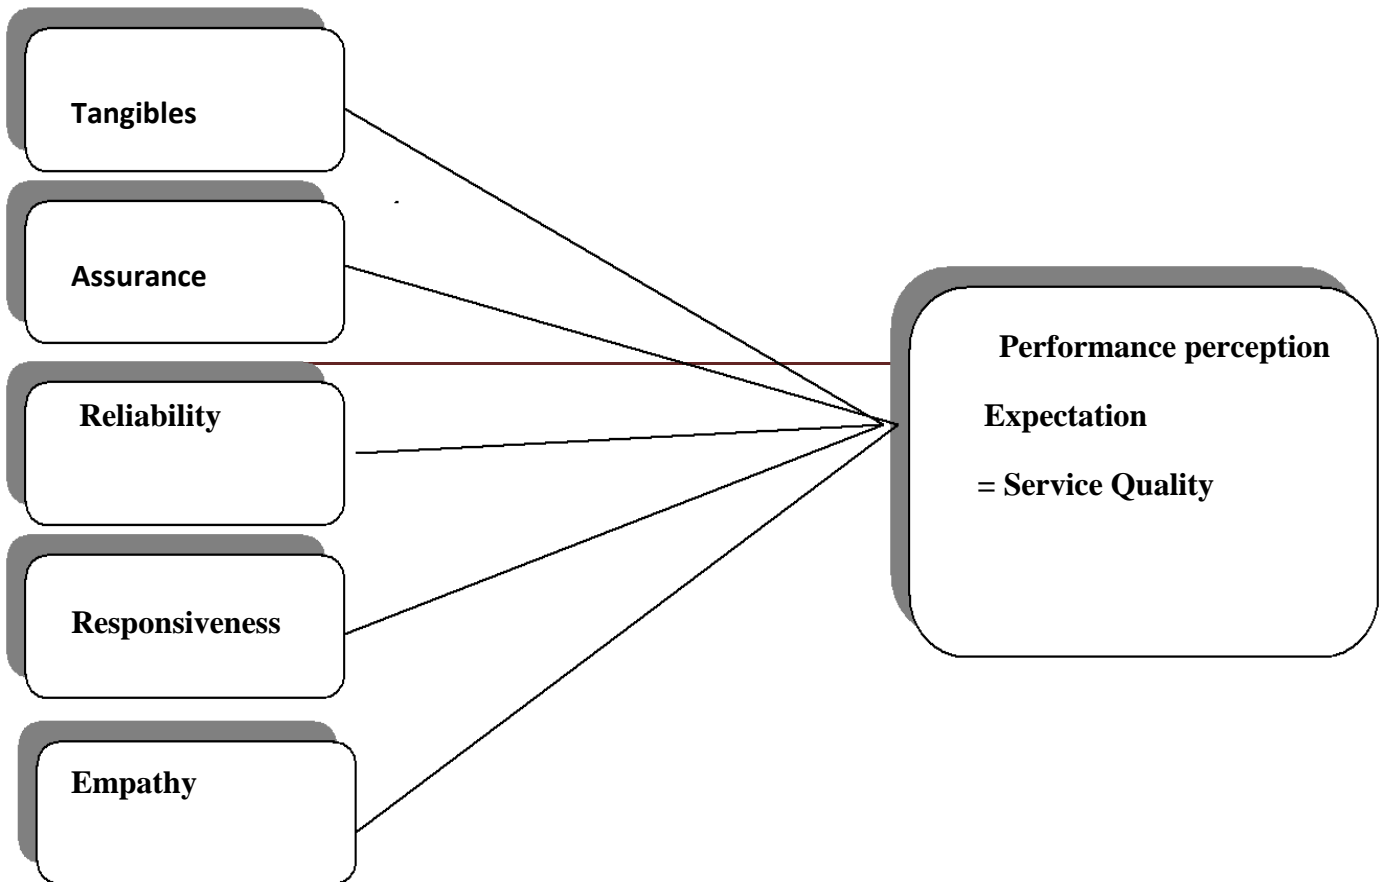 Tangibles
Assurance
Reliability
Responsiveness
Empathy
Performance perception
Expectation
= Service Quality